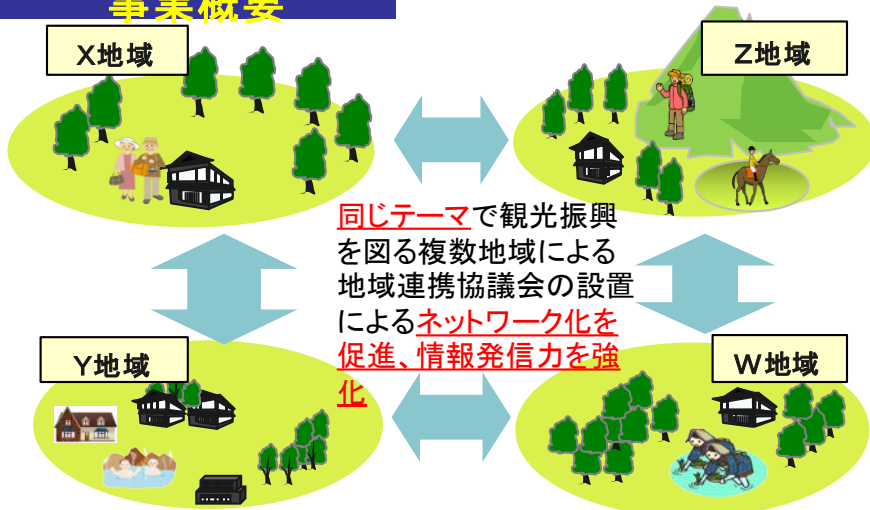 事業概要
X地域
Z地域
同じテーマで観光振興
を図る複数地域による
地域連携協議会の設置
によるネットワーク化を
促進、情報発信力を強
化
Y地域
W地域